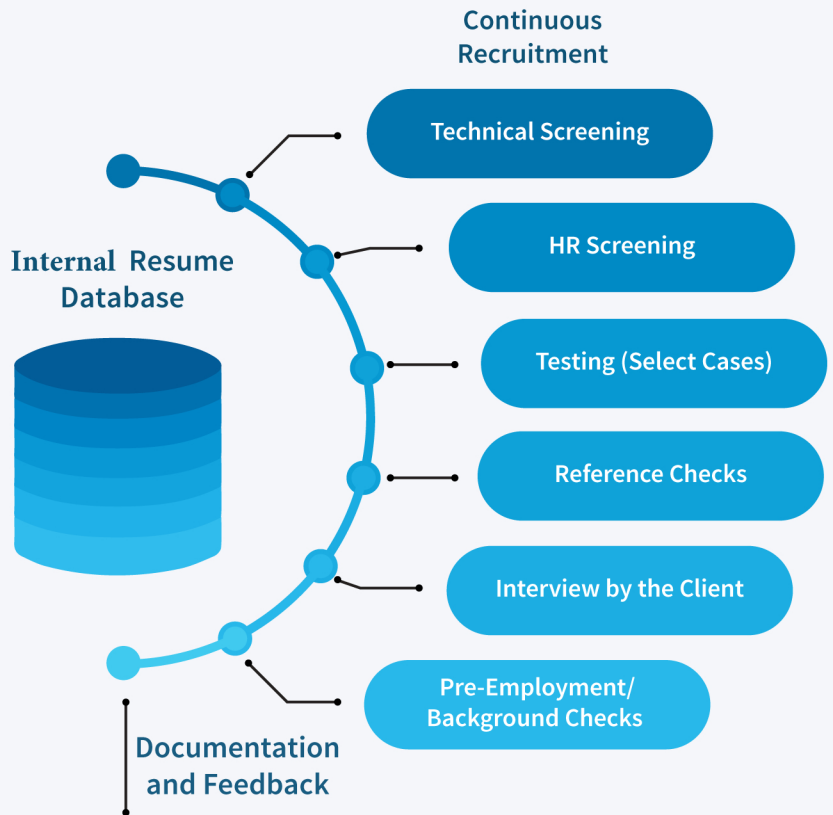 Continuous
Recruitment
Technical Screening
HR Screening
Internal Resume
Database
Testing (Select Cases)
Reference Checks
Interview by the Client
Pre-Employment/
Background Checks
Documentation
and Feedback